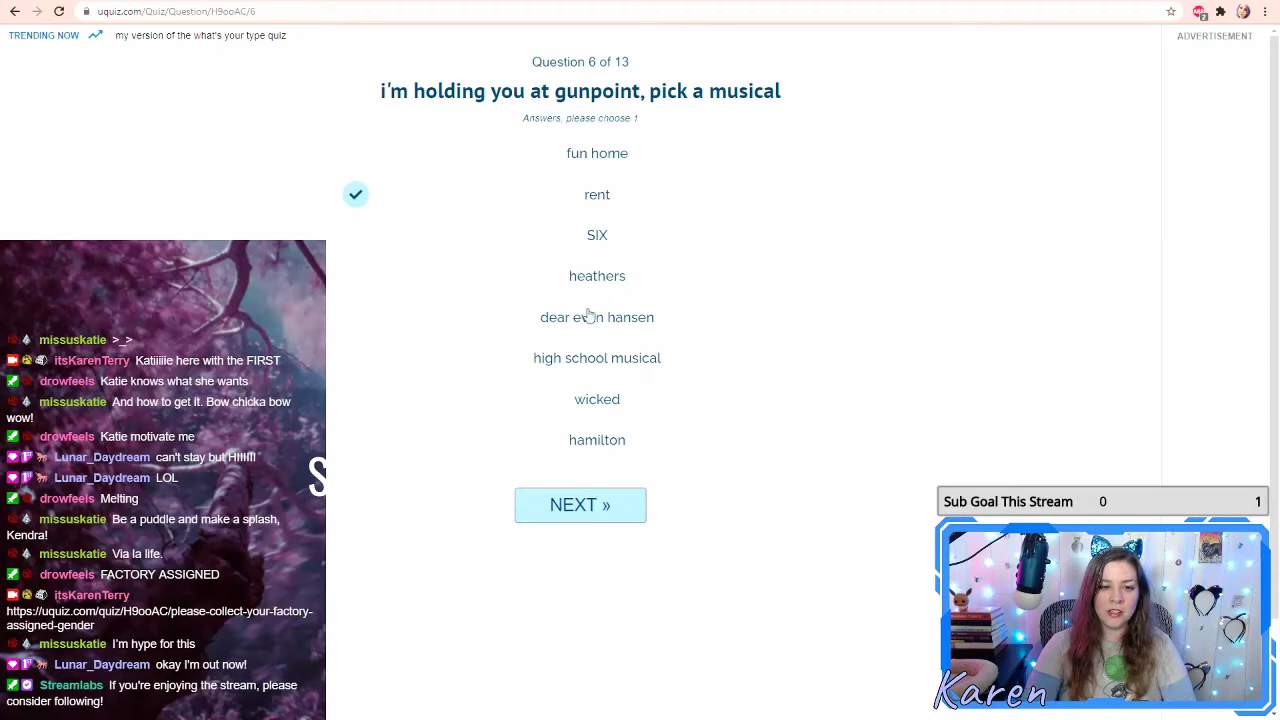 uquiz.com/Quiz/Question/H9ooAC/6
TRENDING NOW my version of the what's your type quiz
ADVERTISEMENT
Question 6 of 13
i'm holding you at gunpoint, pick a musical
Answers, please choose 1
fun home
rent
SIX
heathers
dear evan hansen
high school musical
wicked
hamilton
NEXT »
missuskatie >_>
itsKarenTerry Katiiiiie here with the FIRST
drowfeels Katie knows what she wants
missuskatie And how to get it. Bow chicka bow
wow!
drowfeels Katie motivate me
Lunar_Daydream can't stay but HIIIIII
Lunar_Daydream LOL
drowfeels Melting
missuskatie Be a puddle and make a splash,
Kendra!
missuskatie Via la life.
drowfeels FACTORY ASSIGNED
itsKarenTerry
https://uquiz.com/quiz/H9ooAC/please-collect-your-factory-
assigned-gender
missuskatie I'm hype for this
Lunar_Daydream okay I'm out now!
Streamlabs If you're enjoying the stream, please
consider following!
S
Sub Goal This Stream 0 1
Karen